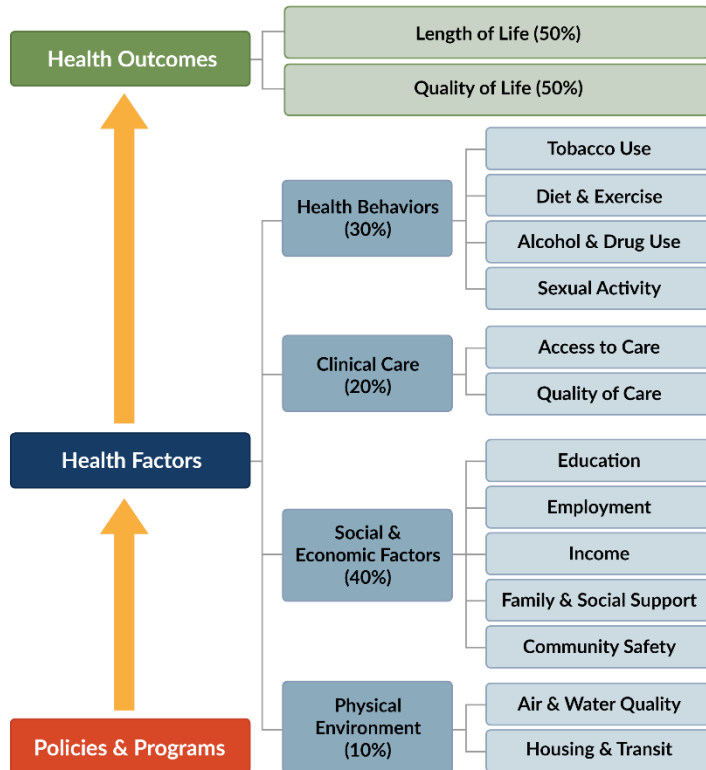 Health Outcomes
Length of Life (50%)
Quality of Life (50%)
Health Factors
Health Behaviors
(30%)
Tobacco Use
Diet & Exercise
Alcohol & Drug Use
Sexual Activity
Clinical Care
(20%)
Access to Care
Quality of Care
Social &
Economic Factors
(40%)
Education
Employment
Income
Family & Social Support
Community Safety
Physical
Environment
(10%)
Air & Water Quality
Housing & Transit
Policies & Programs